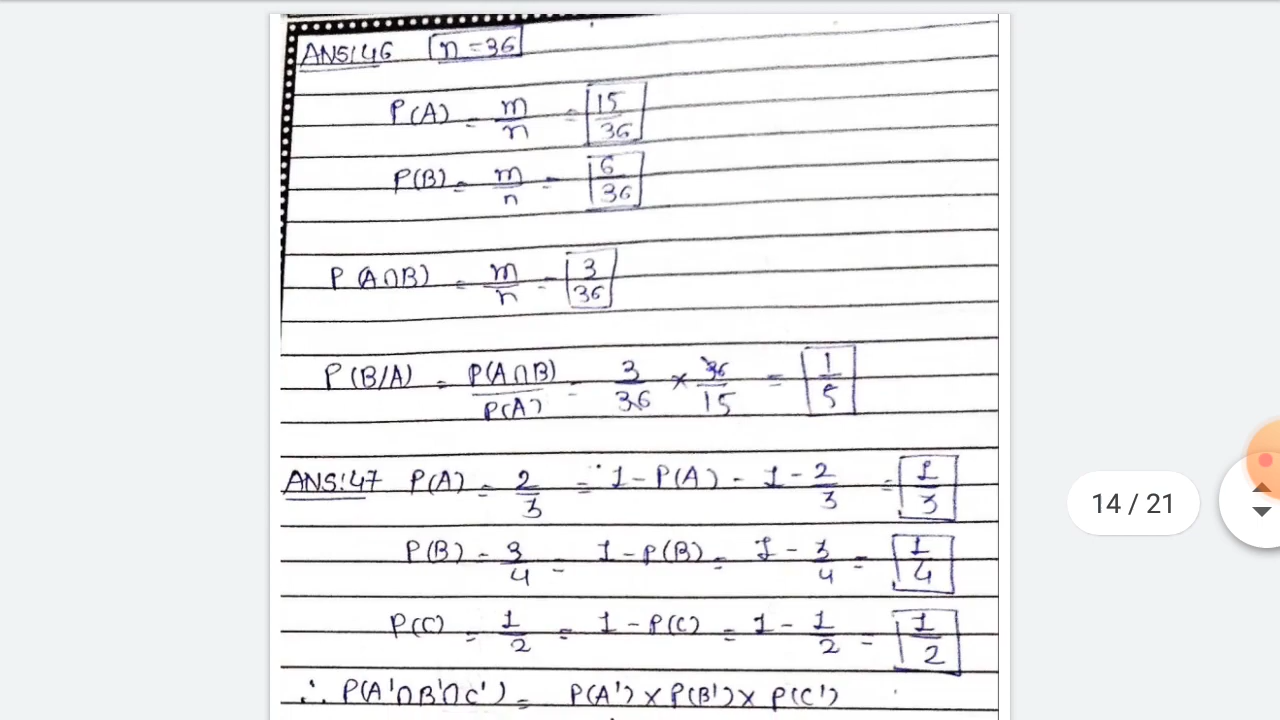 ANS:46 n=36
P(A) = m/n = 15/36
P(B) = m/n = 6/36
P(A∩B) = m/n = 3/36
P(B/A) = P(A∩B)/P(A) = 3/36 × 36/15 = 1/5
ANS:47 P(A) = 2/3 = 1-P(A) = 1-2/3 = 1/3
P(B) = 3/4 = 1-P(B) = 1-3/4 = 1/4
P(C) = 1/2 = 1-P(C) = 1-1/2 = 1/2
∴ P(A'∩B'∩C') = P(A')×P(B')×P(C')
14 / 21